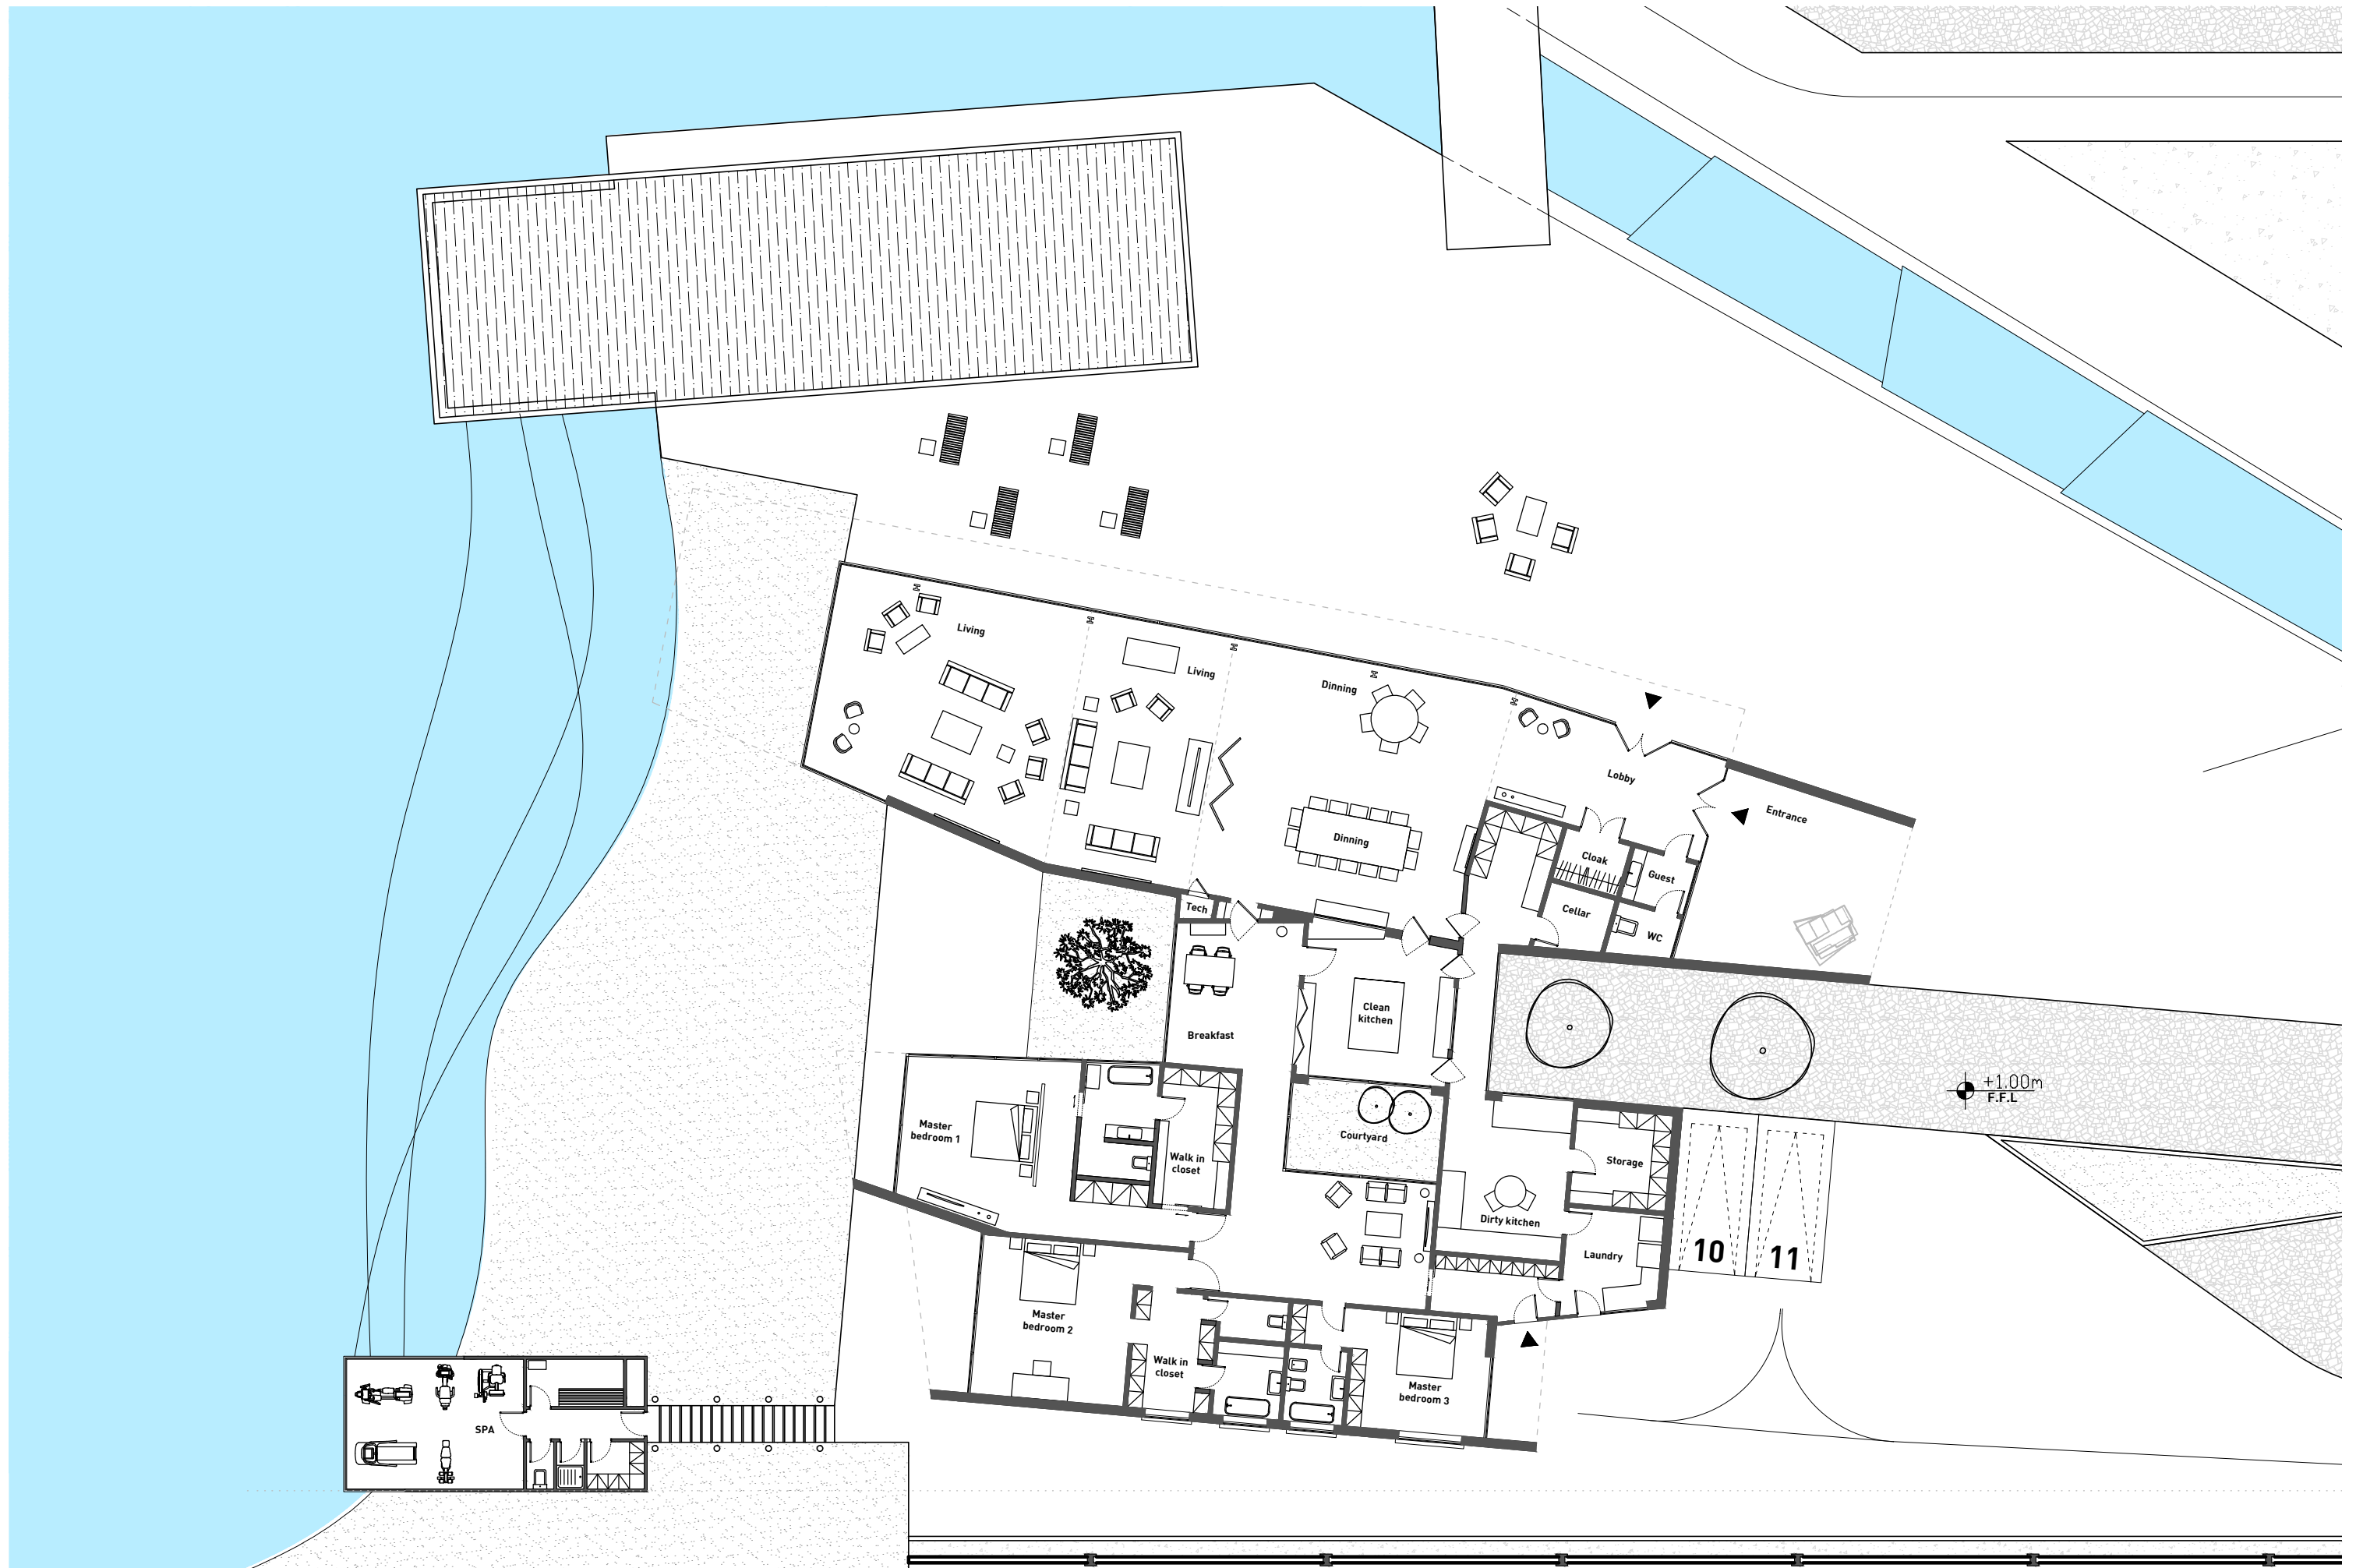 Living
Living
Dinning
Lobby
Entrance
Dinning
Cloak
Guest
Tech
Cellar
WC
Clean
kitchen
Breakfast
+1.00m
F.F.L
Master
bedroom 1
Courtyard
Walk in
closet
Storage
Dirty kitchen
Laundry
10
11
Master
bedroom 2
Walk in
closet
Master
bedroom 3
SPA